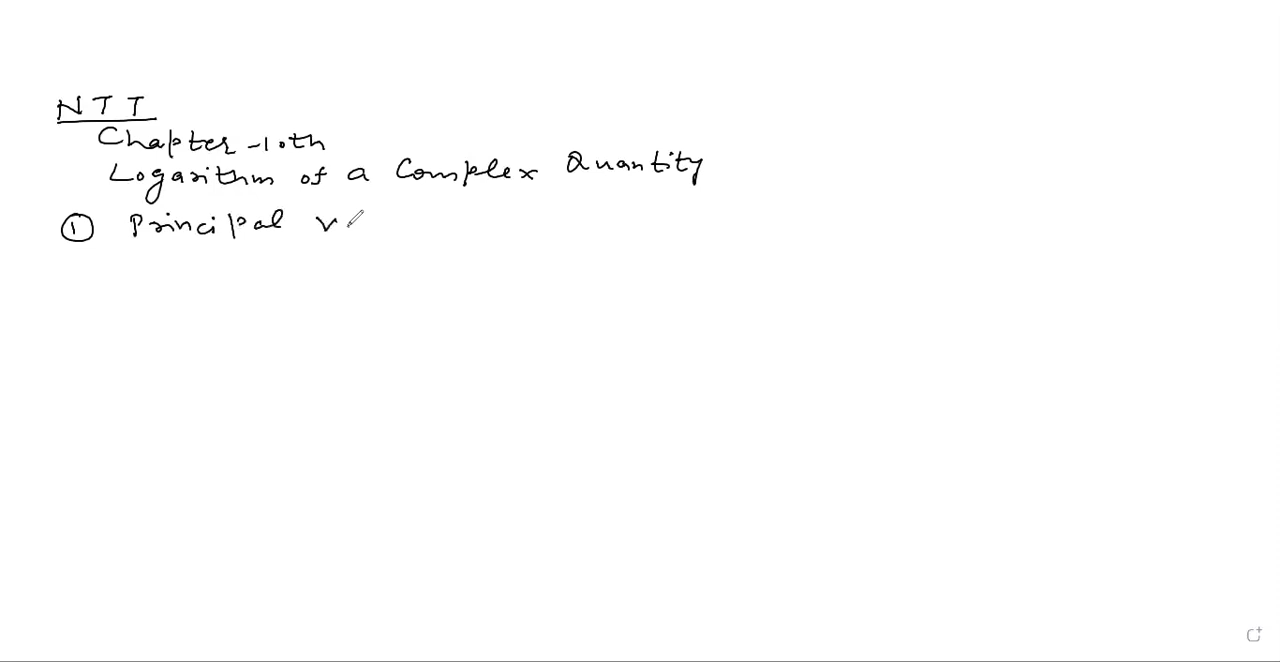 NTT
Chapter-10th
Logarithm of a Complex Quantity
① Principal v